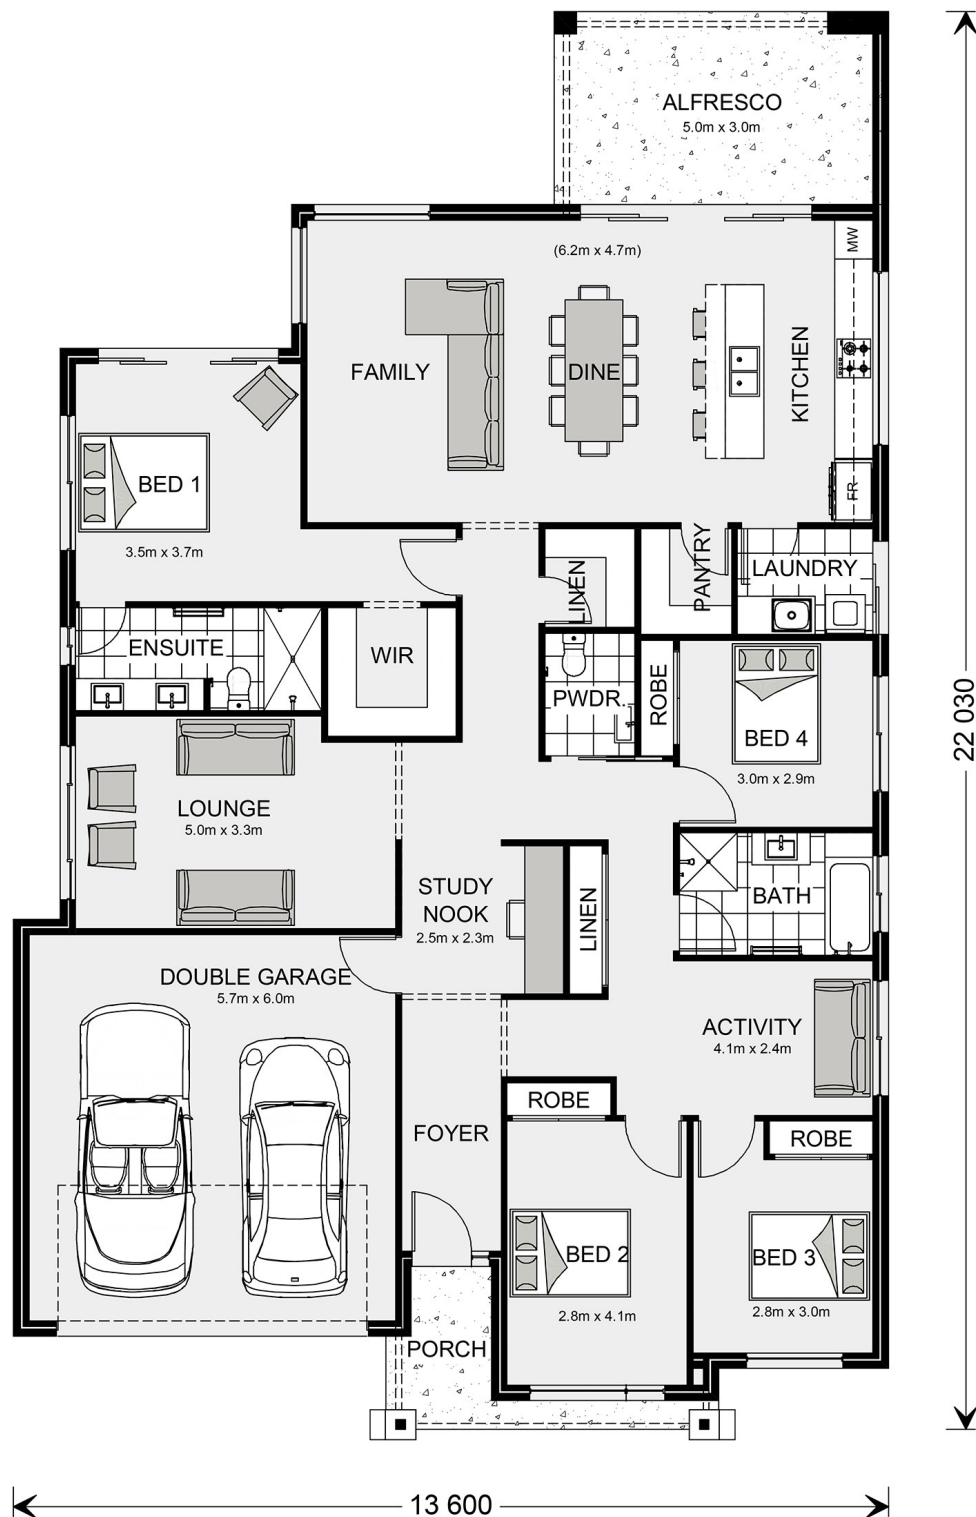 ALFRESCO
5.0m x 3.0m
(6.2m x 4.7m)
MW
FAMILY
DINE
KITCHEN
FR
BED 1
3.5m x 3.7m
LINEN
PANTRY
LAUNDRY
ENSUITE
WIR
PWDR.
ROBE
BED 4
3.0m x 2.9m
22 030
LOUNGE
5.0m x 3.3m
STUDY
NOOK
2.5m x 2.3m
LINEN
BATH
DOUBLE GARAGE
5.7m x 6.0m
ACTIVITY
4.1m x 2.4m
ROBE
FOYER
ROBE
BED 2
2.8m x 4.1m
BED 3
2.8m x 3.0m
PORCH
13 600